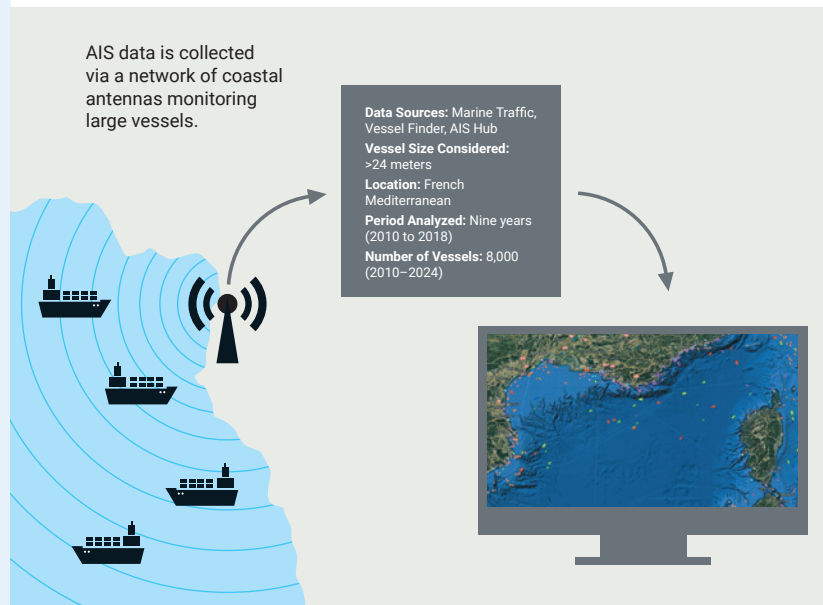 AIS data is collected
via a network of coastal
antennas monitoring
large vessels.
Data Sources: Marine Traffic,
Vessel Finder, AIS Hub
Vessel Size Considered:
>24 meters
Location: French
Mediterranean
Period Analyzed: Nine years
(2010 to 2018)
Number of Vessels: 8,000
(2010–2024)